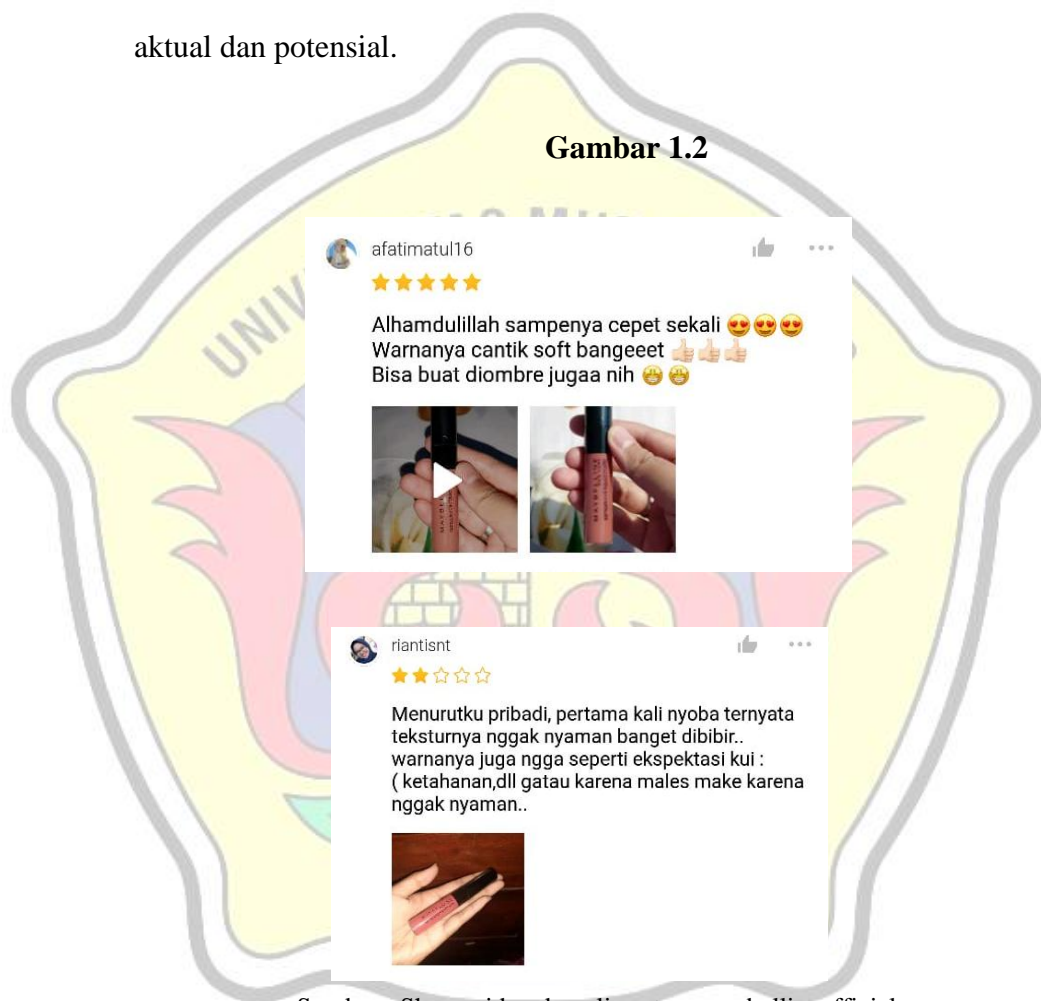 aktual dan potensial.
Gambar 1.2
afatimatul16
Alhamdulillah sampenya cepet sekali 😍😍😍
Warnanya cantik soft bangeeet 👍🏻👍🏻👍🏻
Bisa buat diombre jugaa nih 🤩🤩
MAYBELLINE
riantisnt
Menurutku pribadi, pertama kali nyoba ternyata
teksturnya nggak nyaman banget dibibir..
warnanya juga ngga seperti ekspektasi kui :
( ketahanan,dll gatau karena males make karena
nggak nyaman..